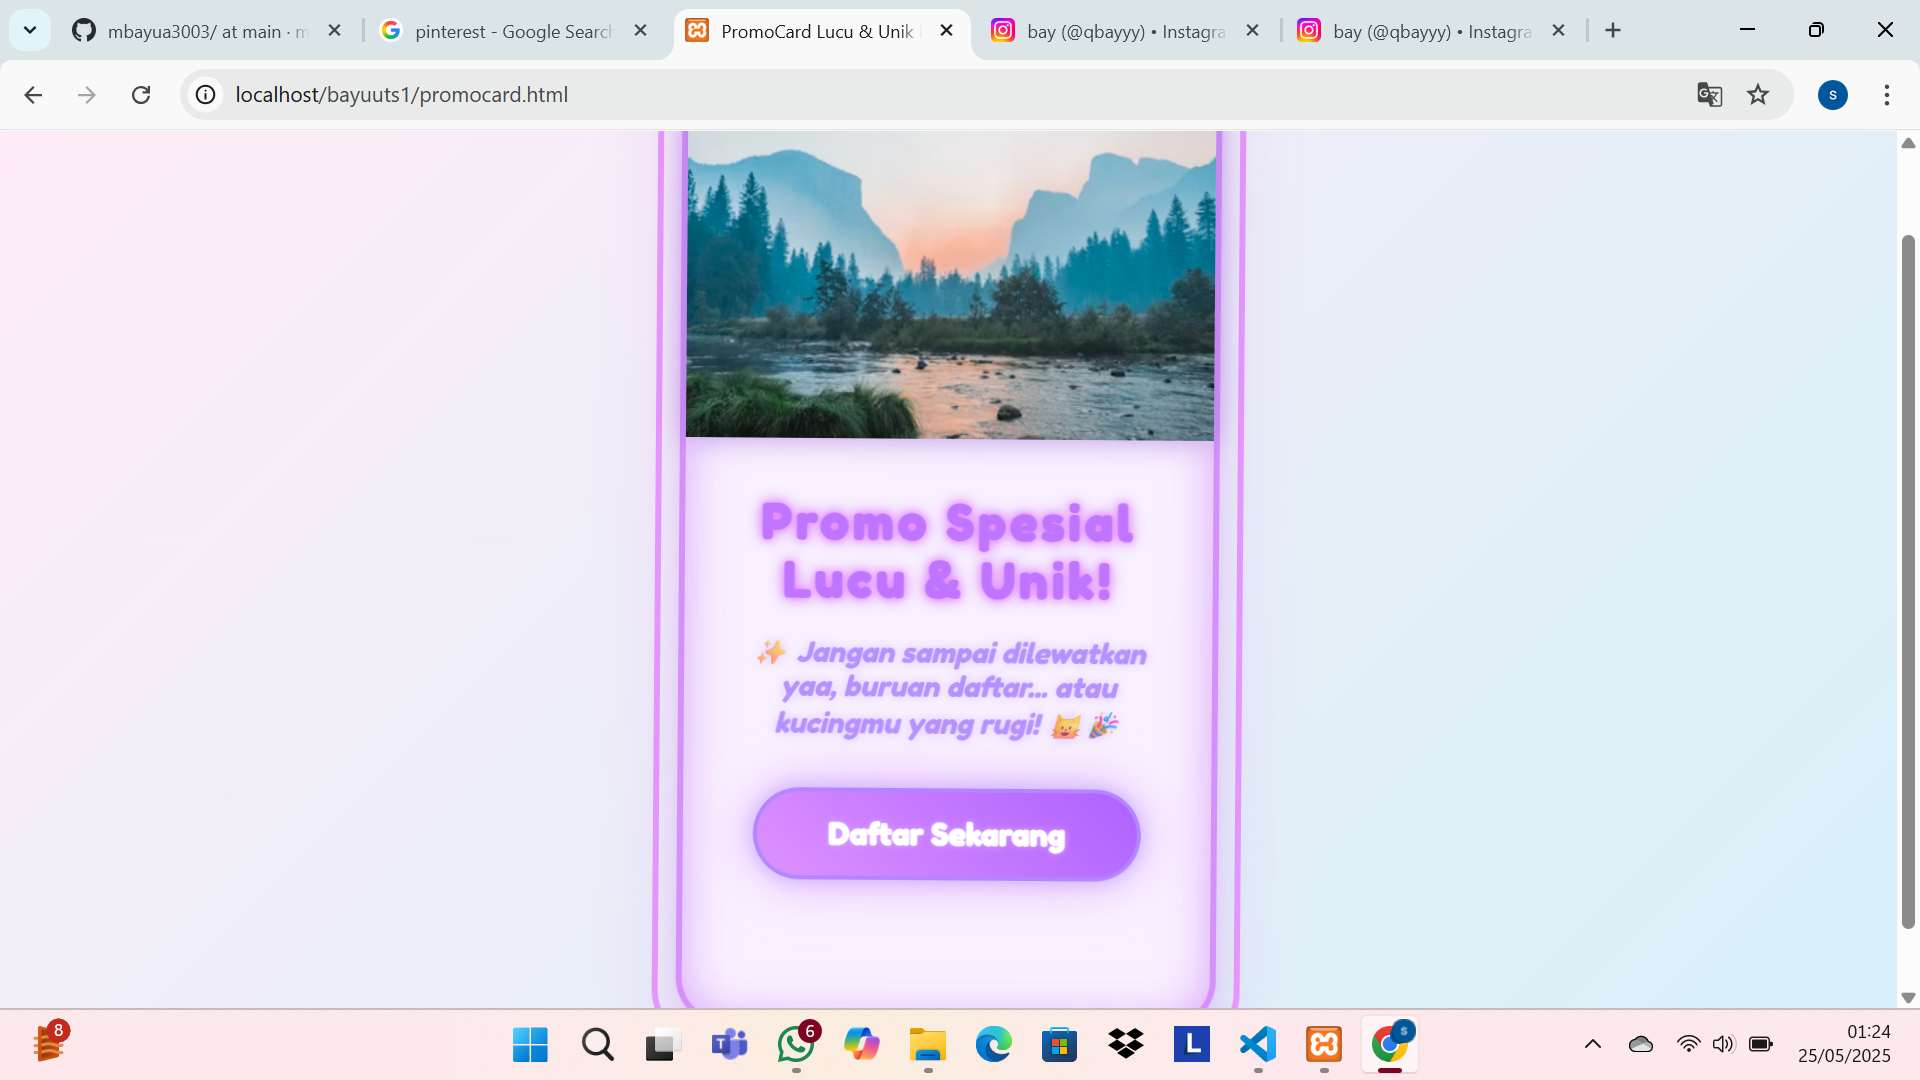 mbayua3003/ at main · m
pinterest - Google Search
PromoCard Lucu & Unik
bay (@qbayyy) • Instagra
bay (@qbayyy) • Instagra
localhost/bayuuts1/promocard.html
S
Promo Spesial
Lucu & Unik!
✨ Jangan sampai dilewatkan
yaa, buruan daftar... atau
kucingmu yang rugi! 😺 🎉
Daftar Sekarang
8
6
L
S
01:24
25/05/2025